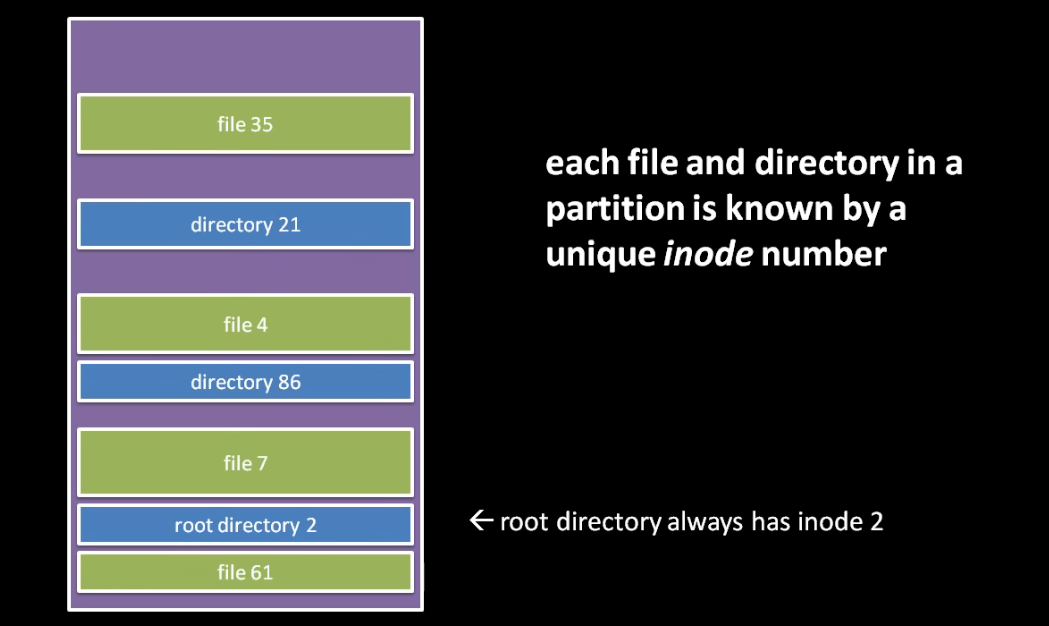 file 35
directory 21
file 4
directory 86
file 7
root directory 2
file 61
each file and directory in a
partition is known by a
unique inode number
← root directory always has inode 2